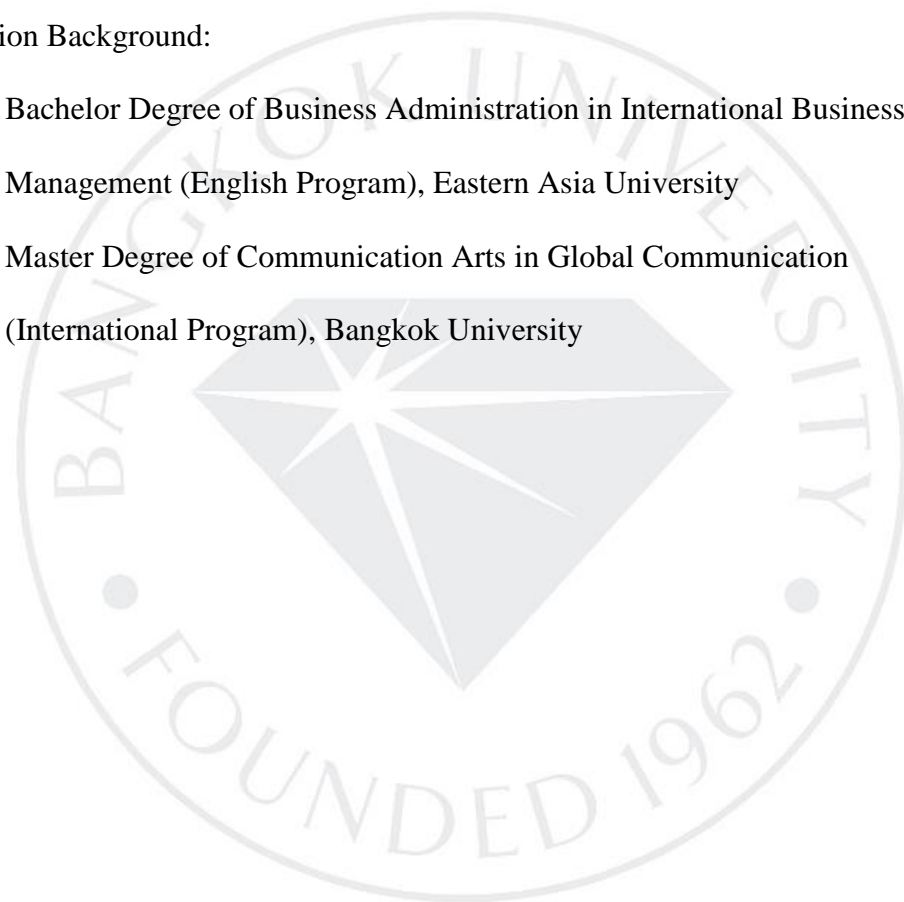 ion Background:
Bachelor Degree of Business Administration in International Business
Management (English Program), Eastern Asia University
Master Degree of Communication Arts in Global Communication
(International Program), Bangkok University
BANGKOK UNIVERSITY
FOUNDED 1962